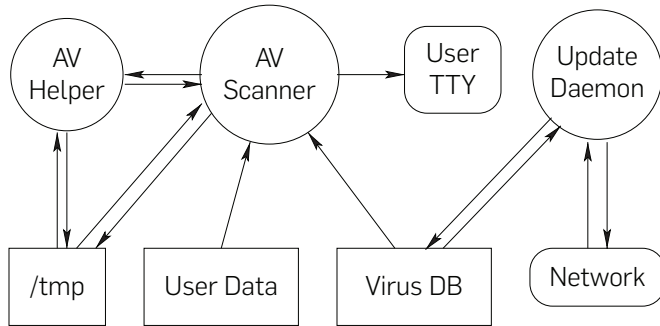 AV
Helper
AV
Scanner
User
TTY
Update
Daemon
/tmp
User Data
Virus DB
Network